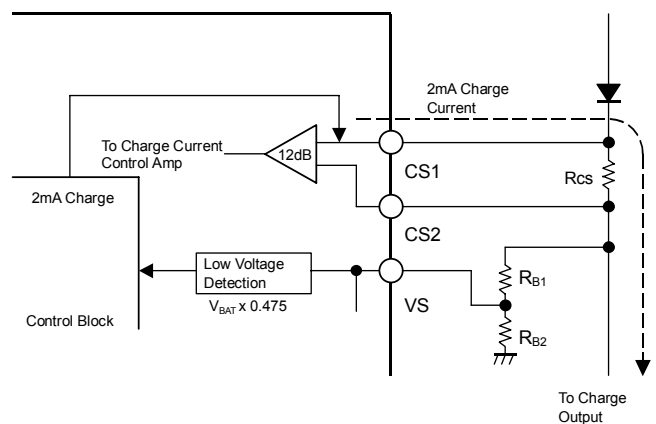 2mA Charge
Current
To Charge Current
Control Amp
12dB
CS1
Rcs
2mA Charge
CS2
Low Voltage
Detection
RB1
VBAT x 0.475
VS
Control Block
RB2
To Charge
Output